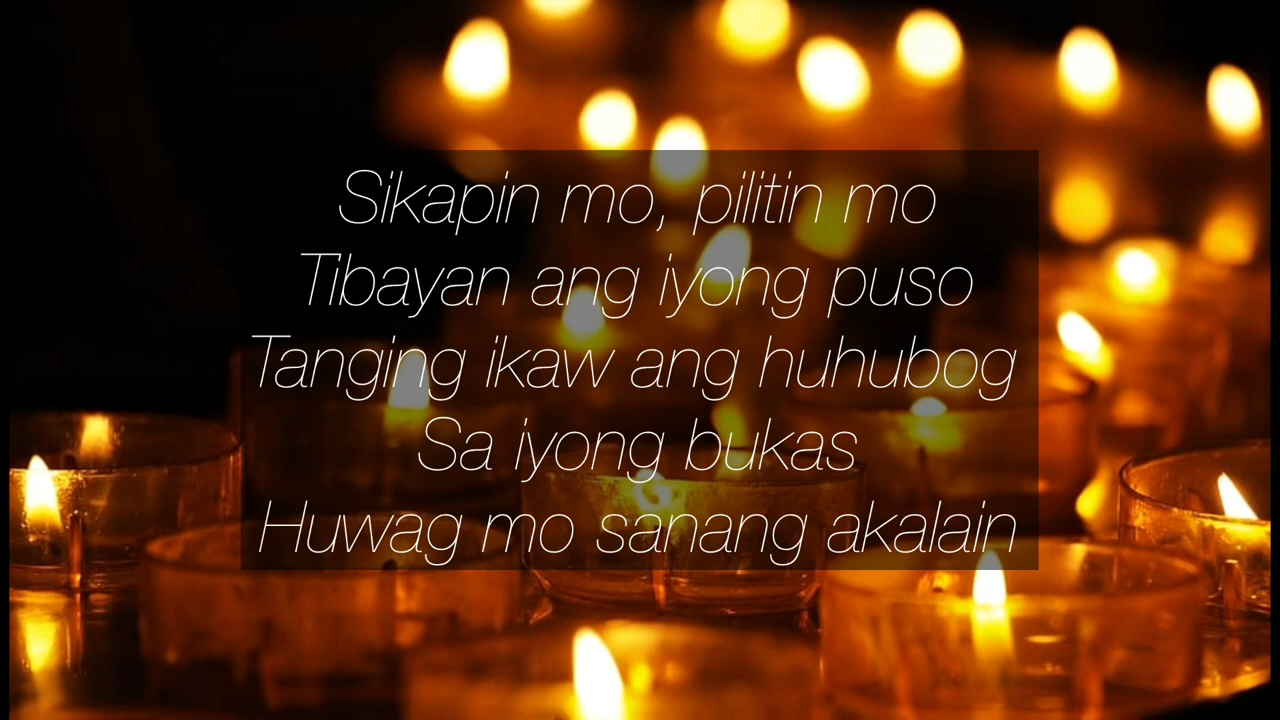 Sikapin mo, pilitin mo
Tibayan ang iyong puso
Tanging ikaw ang huhubog
Sa iyong bukas
Huwag mo sanang akalain